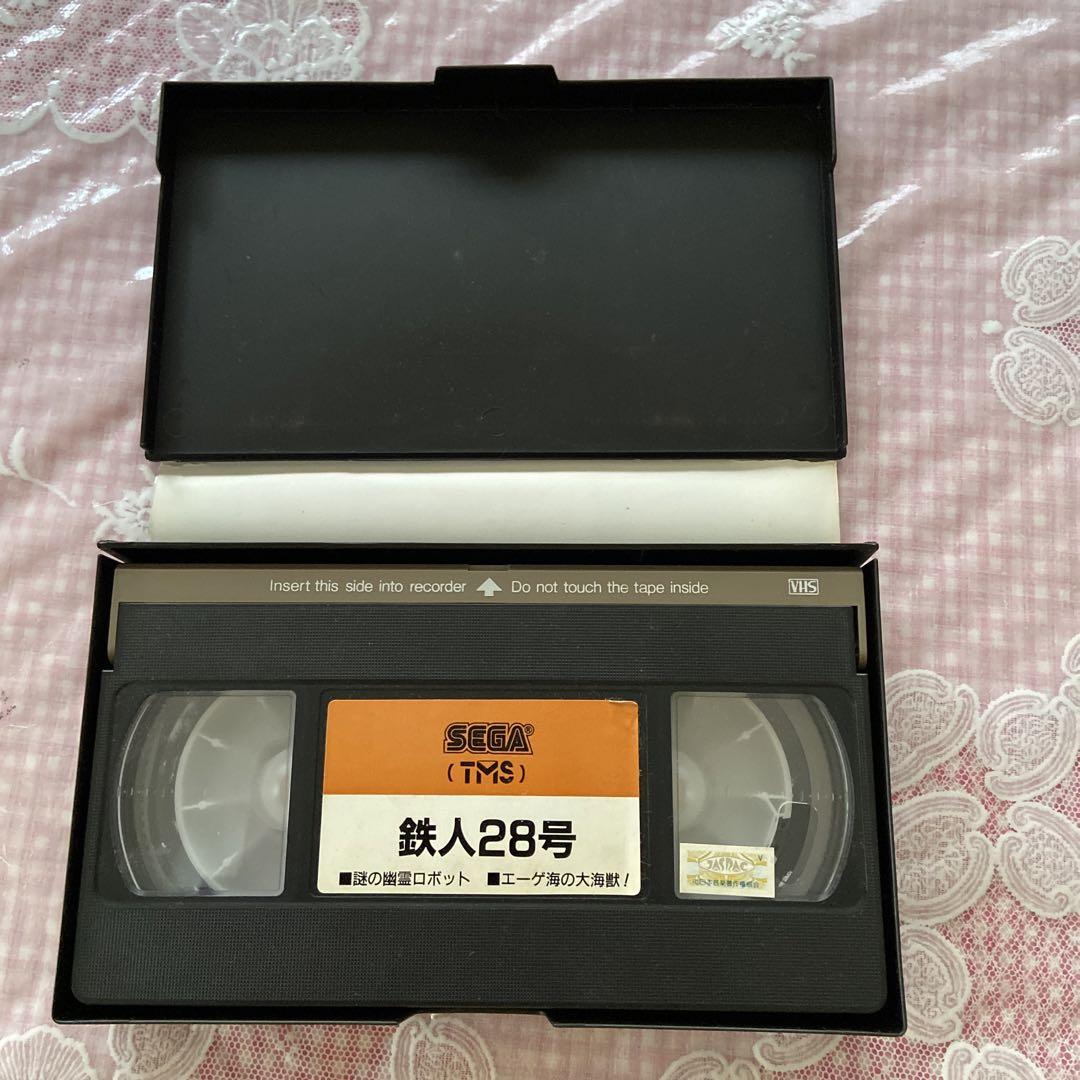 Insert this side into recorder Do not touch the tape inside VHS
SEGA®
(TMS)
鉄人28号
■謎の幽霊ロボット ■エーゲ海の大海獣!
V
JASRAC